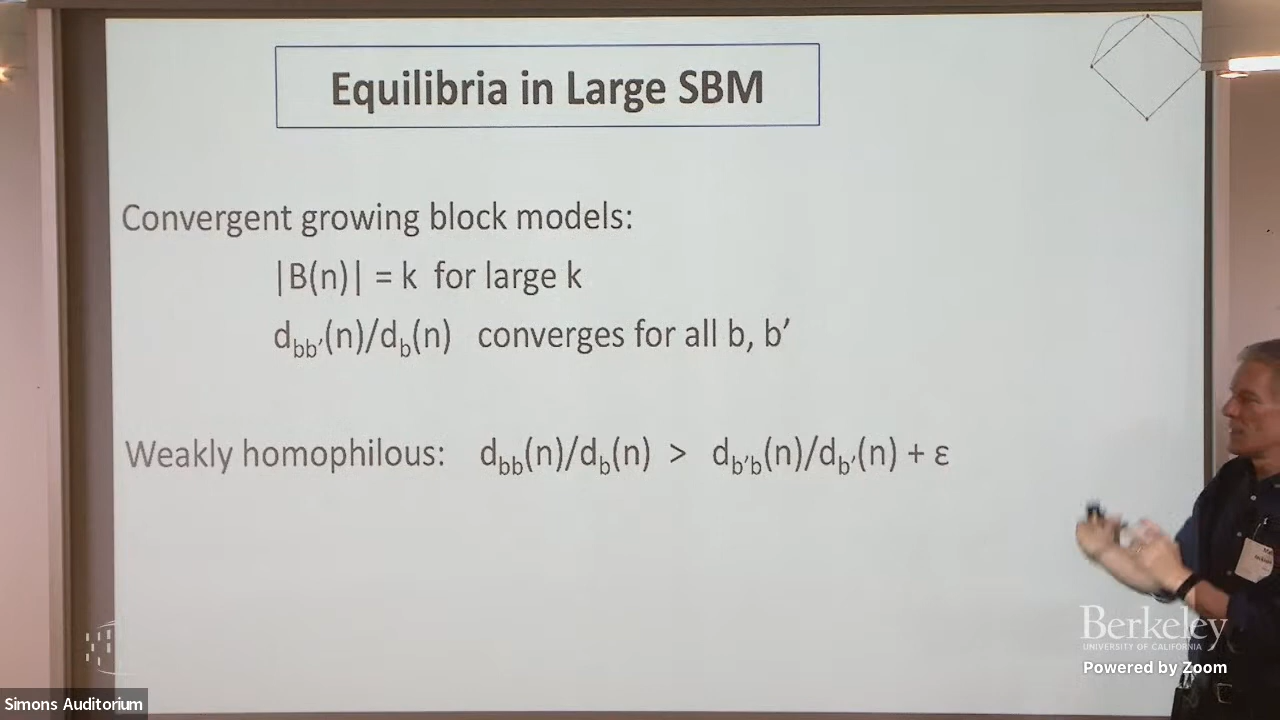 Equilibria in Large SBM
Convergent growing block models:
|B(n)| = k for large k
d_bb′(n)/d_b(n) converges for all b, b′
Weakly homophilous: d_bb(n)/d_b(n) > d_b′b(n)/d_b′(n) + ε
Berkeley
UNIVERSITY OF CALIFORNIA
Powered by Zoom
Simons Auditorium